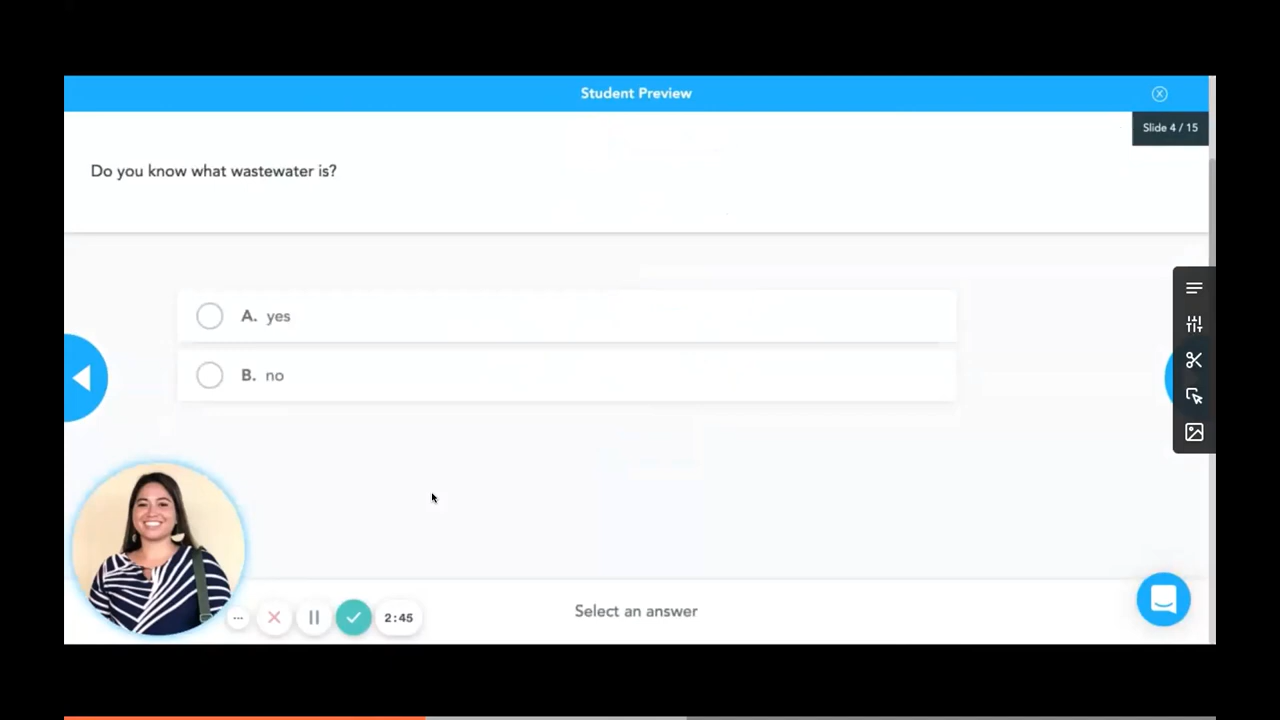 Student Preview
Slide 4 / 15
Do you know what wastewater is?
A. yes
B. no
2:45
Select an answer